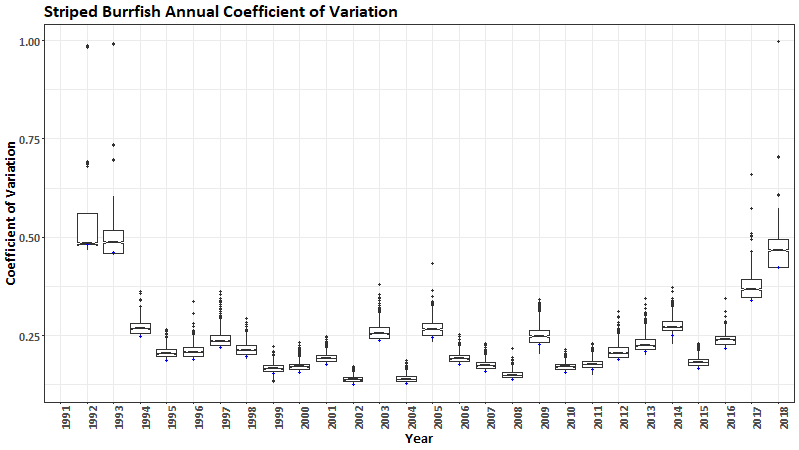 Striped Burrfish Annual Coefficient of Variation
1.00
0.75
0.50
0.25
Coefficient of Variation
1991 1992 1993 1994 1995 1996 1997 1998 1999 2000 2001 2002 2003 2004 2005 2006 2007 2008 2009 2010 2011 2012 2013 2014 2015 2016 2017 2018
Year